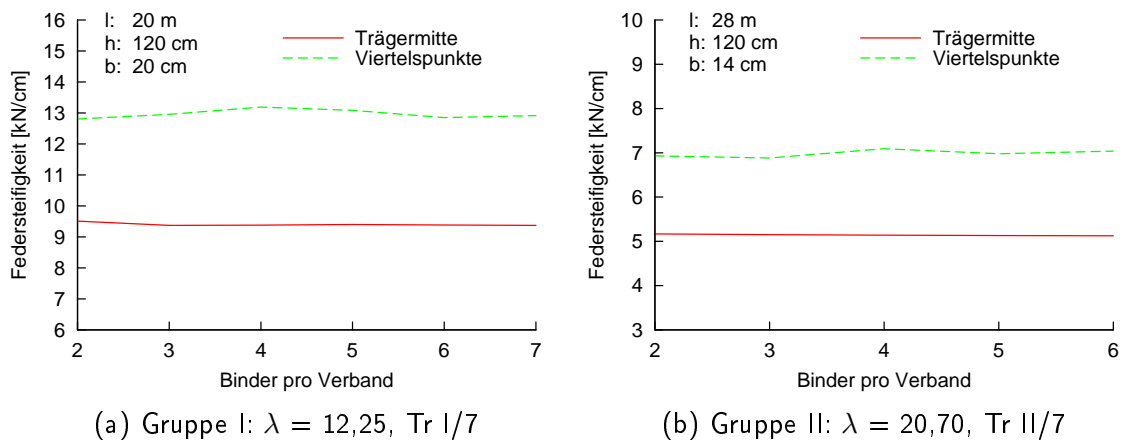 16
15
14
13
12
11
10
9
8
7
6
2
3
4
5
6
7
Federsteifigkeit [kN/cm]
Binder pro Verband
l: 20 m
h: 120 cm
b: 20 cm
Trägermitte
Viertelspunkte
(a) Gruppe I: λ = 12,25, Tr I/7
10
9
8
7
6
5
4
3
2
3
4
5
6
Federsteifigkeit [kN/cm]
Binder pro Verband
l: 28 m
h: 120 cm
b: 14 cm
Trägermitte
Viertelspunkte
(b) Gruppe II: λ = 20,70, Tr II/7